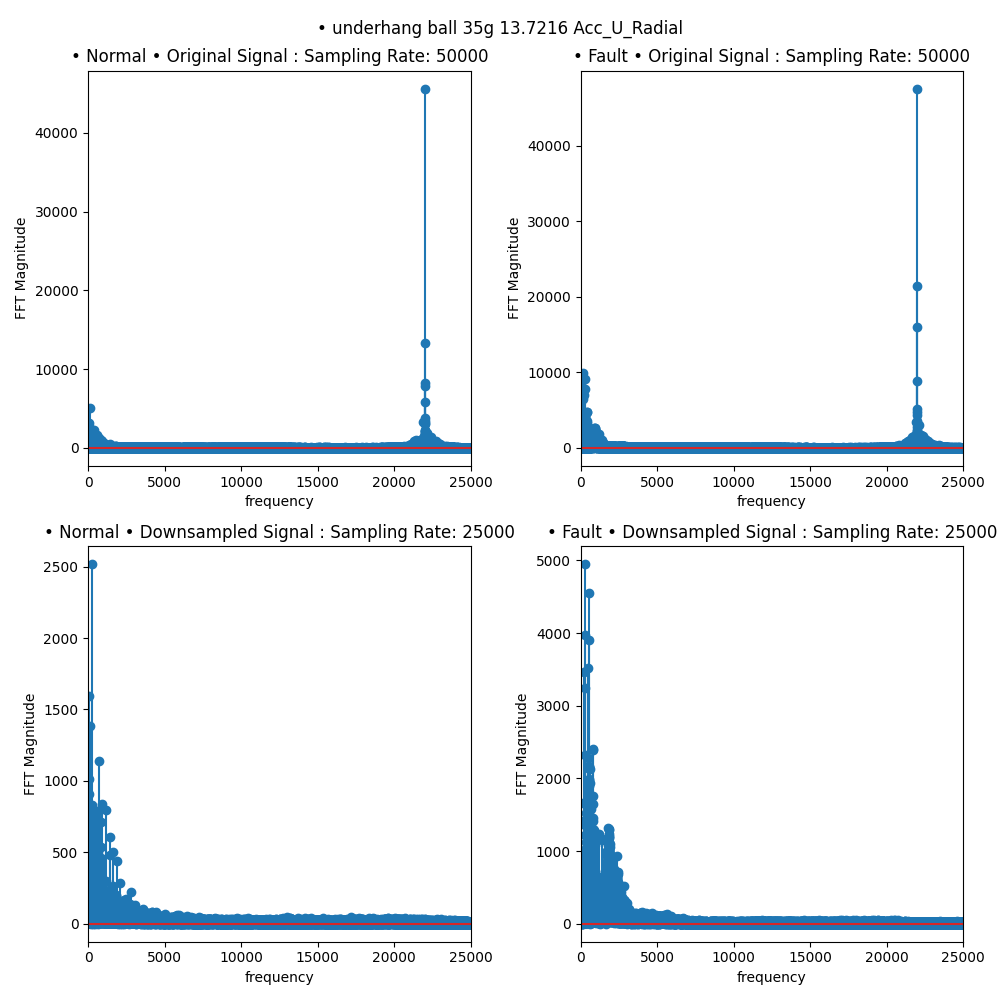 • underhang ball 35g 13.7216 Acc_U_Radial
• Normal • Original Signal : Sampling Rate: 50000
• Fault • Original Signal : Sampling Rate: 50000
FFT Magnitude
40000
30000
20000
10000
0
0 5000 10000 15000 20000 25000
frequency
FFT Magnitude
40000
30000
20000
10000
0
0 5000 10000 15000 20000 25000
frequency
• Normal • Downsampled Signal : Sampling Rate: 25000
• Fault • Downsampled Signal : Sampling Rate: 25000
FFT Magnitude
2500
2000
1500
1000
500
0
0 5000 10000 15000 20000 25000
frequency
FFT Magnitude
5000
4000
3000
2000
1000
0
0 5000 10000 15000 20000 25000
frequency